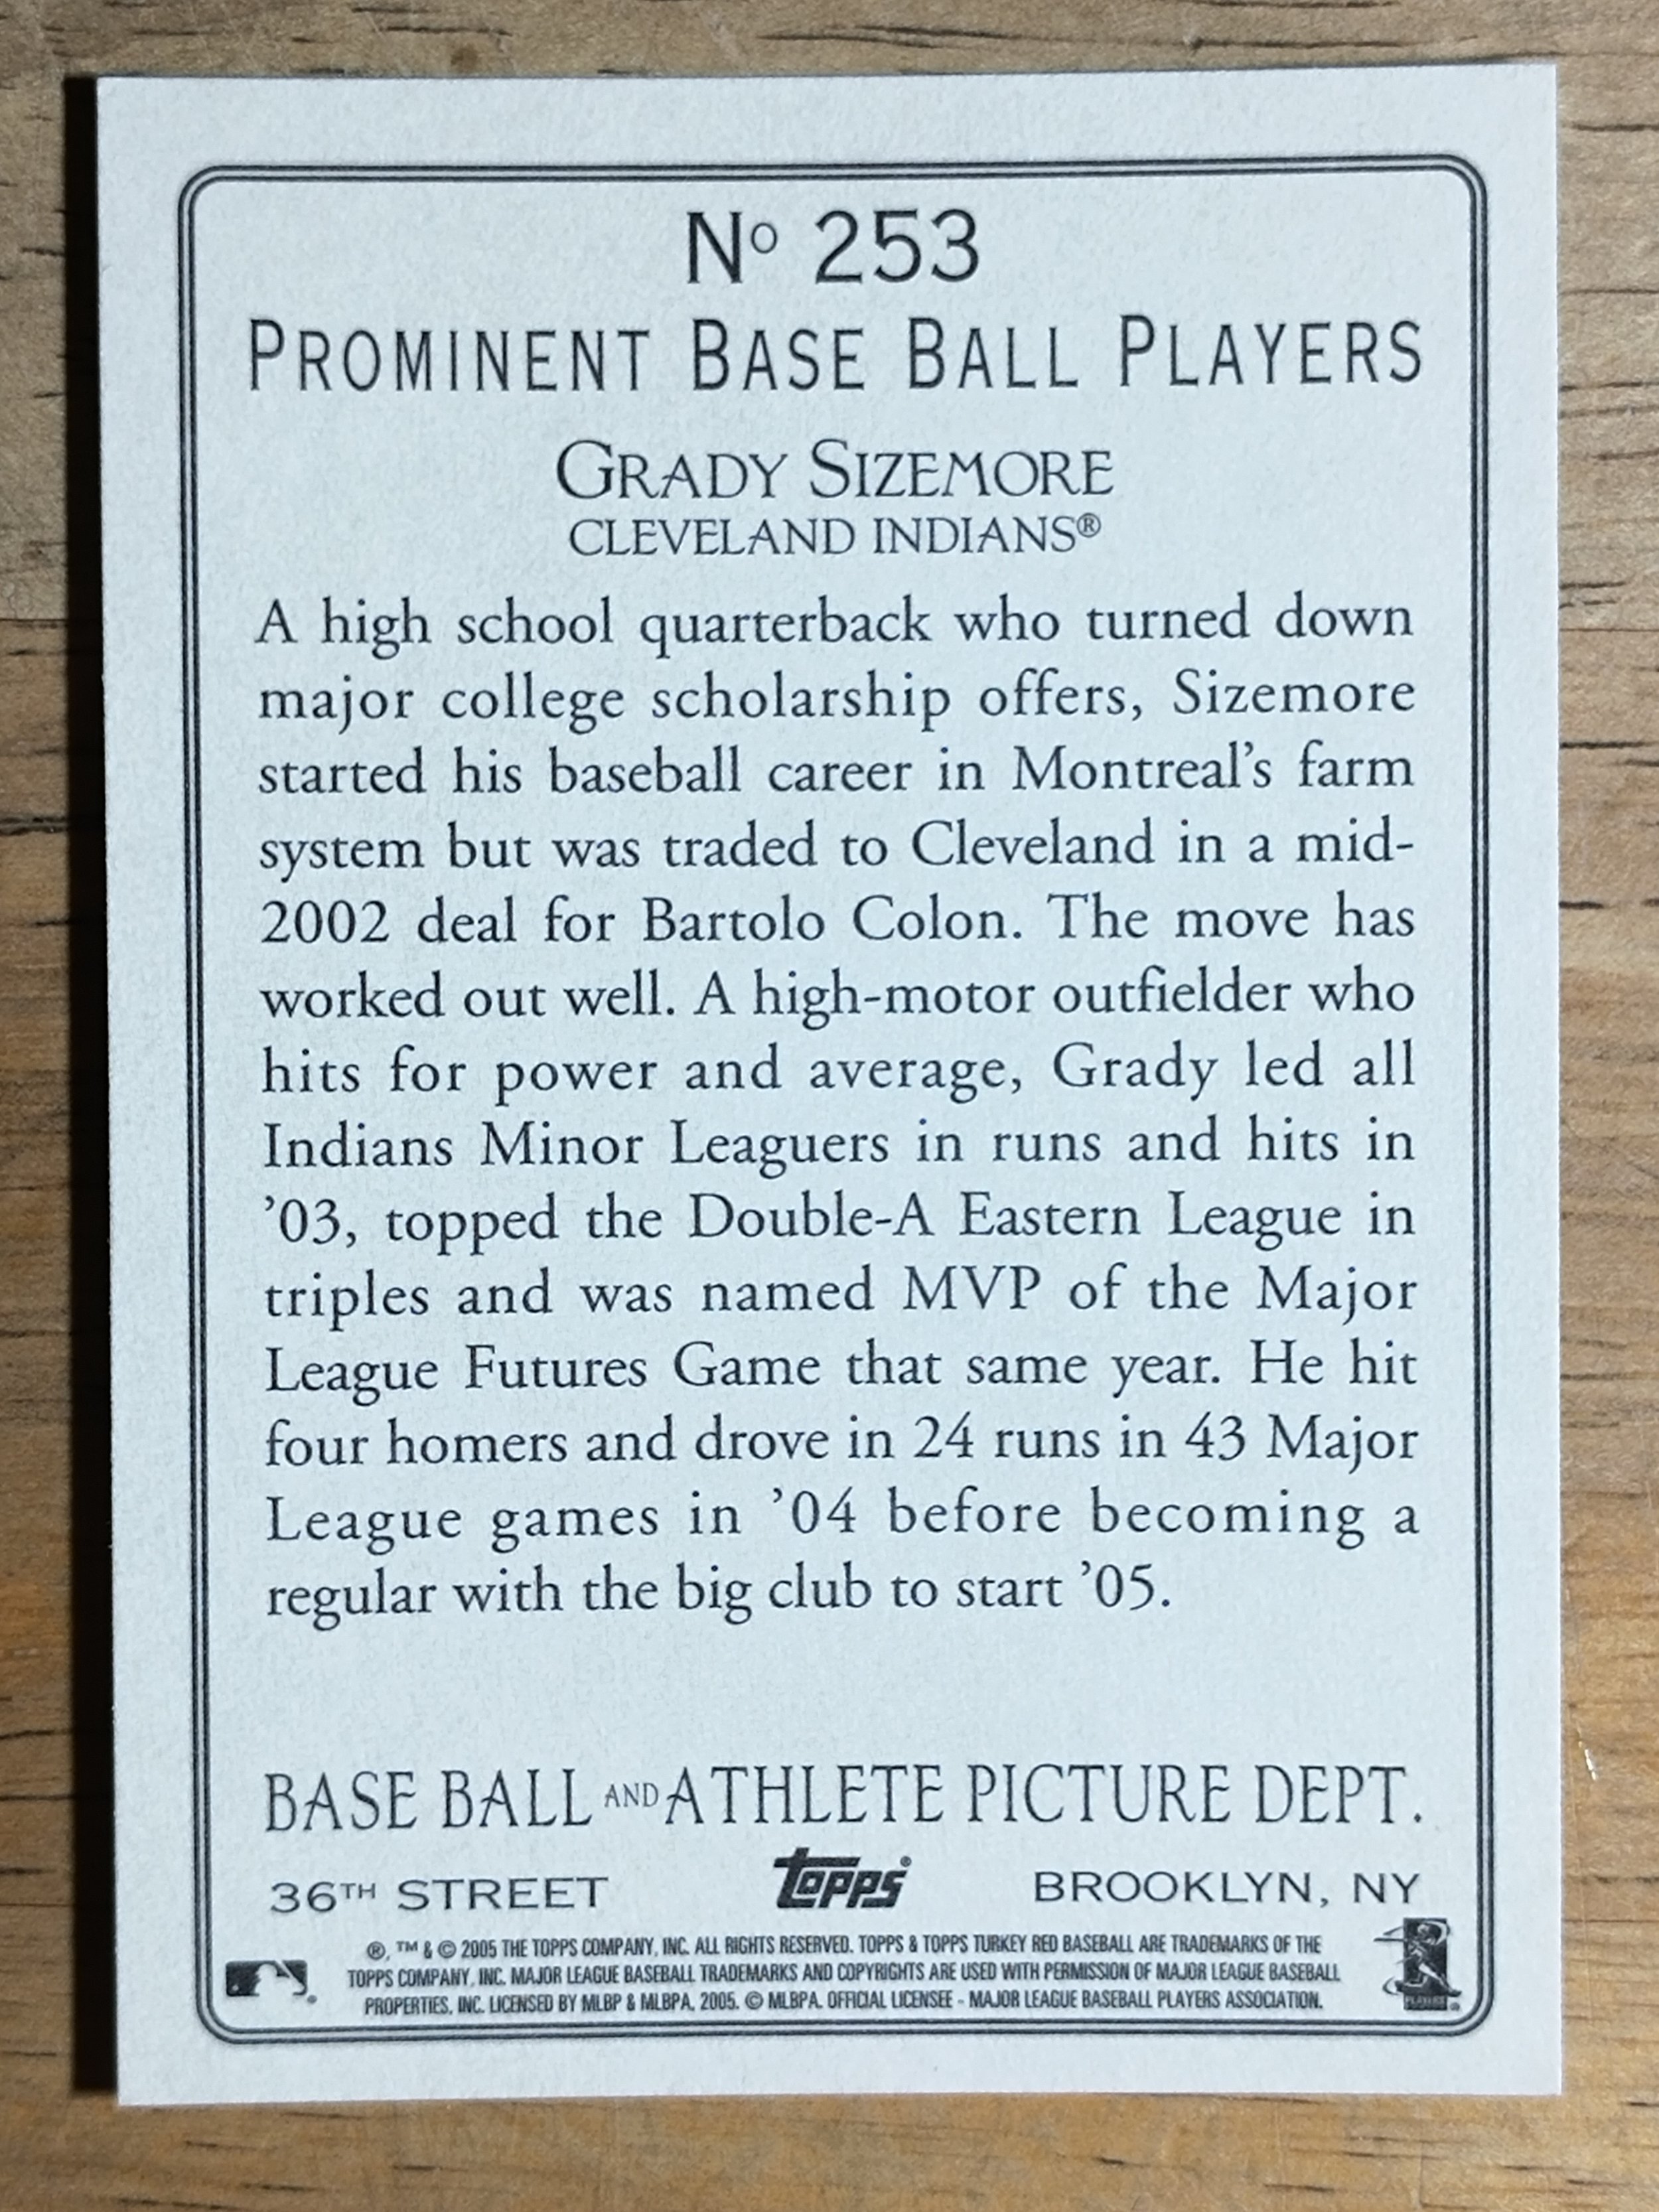 Nº 253
PROMINENT BASE BALL PLAYERS
GRADY SIZEMORE
CLEVELAND INDIANS®
A high school quarterback who turned down
major college scholarship offers, Sizemore
started his baseball career in Montreal's farm
system but was traded to Cleveland in a mid-
2002 deal for Bartolo Colon. The move has
worked out well. A high-motor outfielder who
hits for power and average, Grady led all
Indians Minor Leaguers in runs and hits in
'03, topped the Double-A Eastern League in
triples and was named MVP of the Major
League Futures Game that same year. He hit
four homers and drove in 24 runs in 43 Major
League games in '04 before becoming a
regular with the big club to start '05.
BASE BALL AND ATHLETE PICTURE DEPT.
36TH STREET Topps® BROOKLYN, NY
®, ™ & © 2005 THE TOPPS COMPANY, INC. ALL RIGHTS RESERVED. TOPPS & TOPPS TURKEY RED BASEBALL ARE TRADEMARKS OF THE
TOPPS COMPANY, INC. MAJOR LEAGUE BASEBALL TRADEMARKS AND COPYRIGHTS ARE USED WITH PERMISSION OF MAJOR LEAGUE BASEBALL
PROPERTIES, INC. LICENSED BY MLBP & MLBPA, 2005. © MLBPA. OFFICIAL LICENSEE - MAJOR LEAGUE BASEBALL PLAYERS ASSOCIATION.